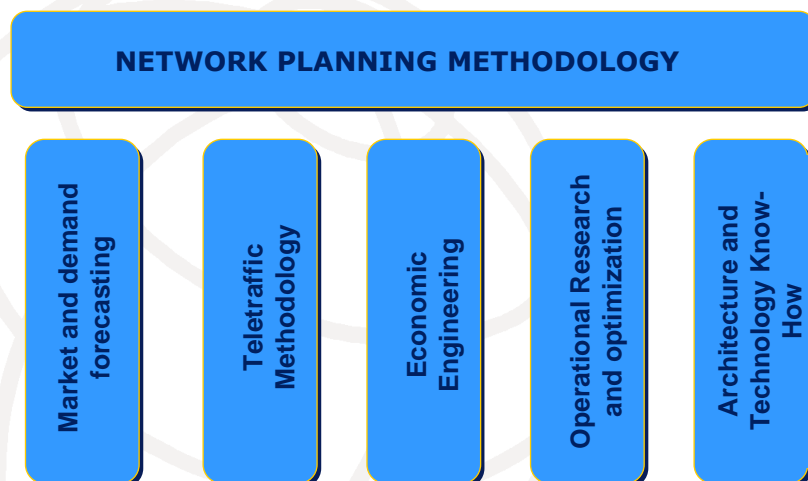 NETWORK PLANNING METHODOLOGY
Market and demand
forecasting
Teletraffic
Methodology
Economic
Engineering
Operational Research
and optimization
Architecture and
Technology Know-
How